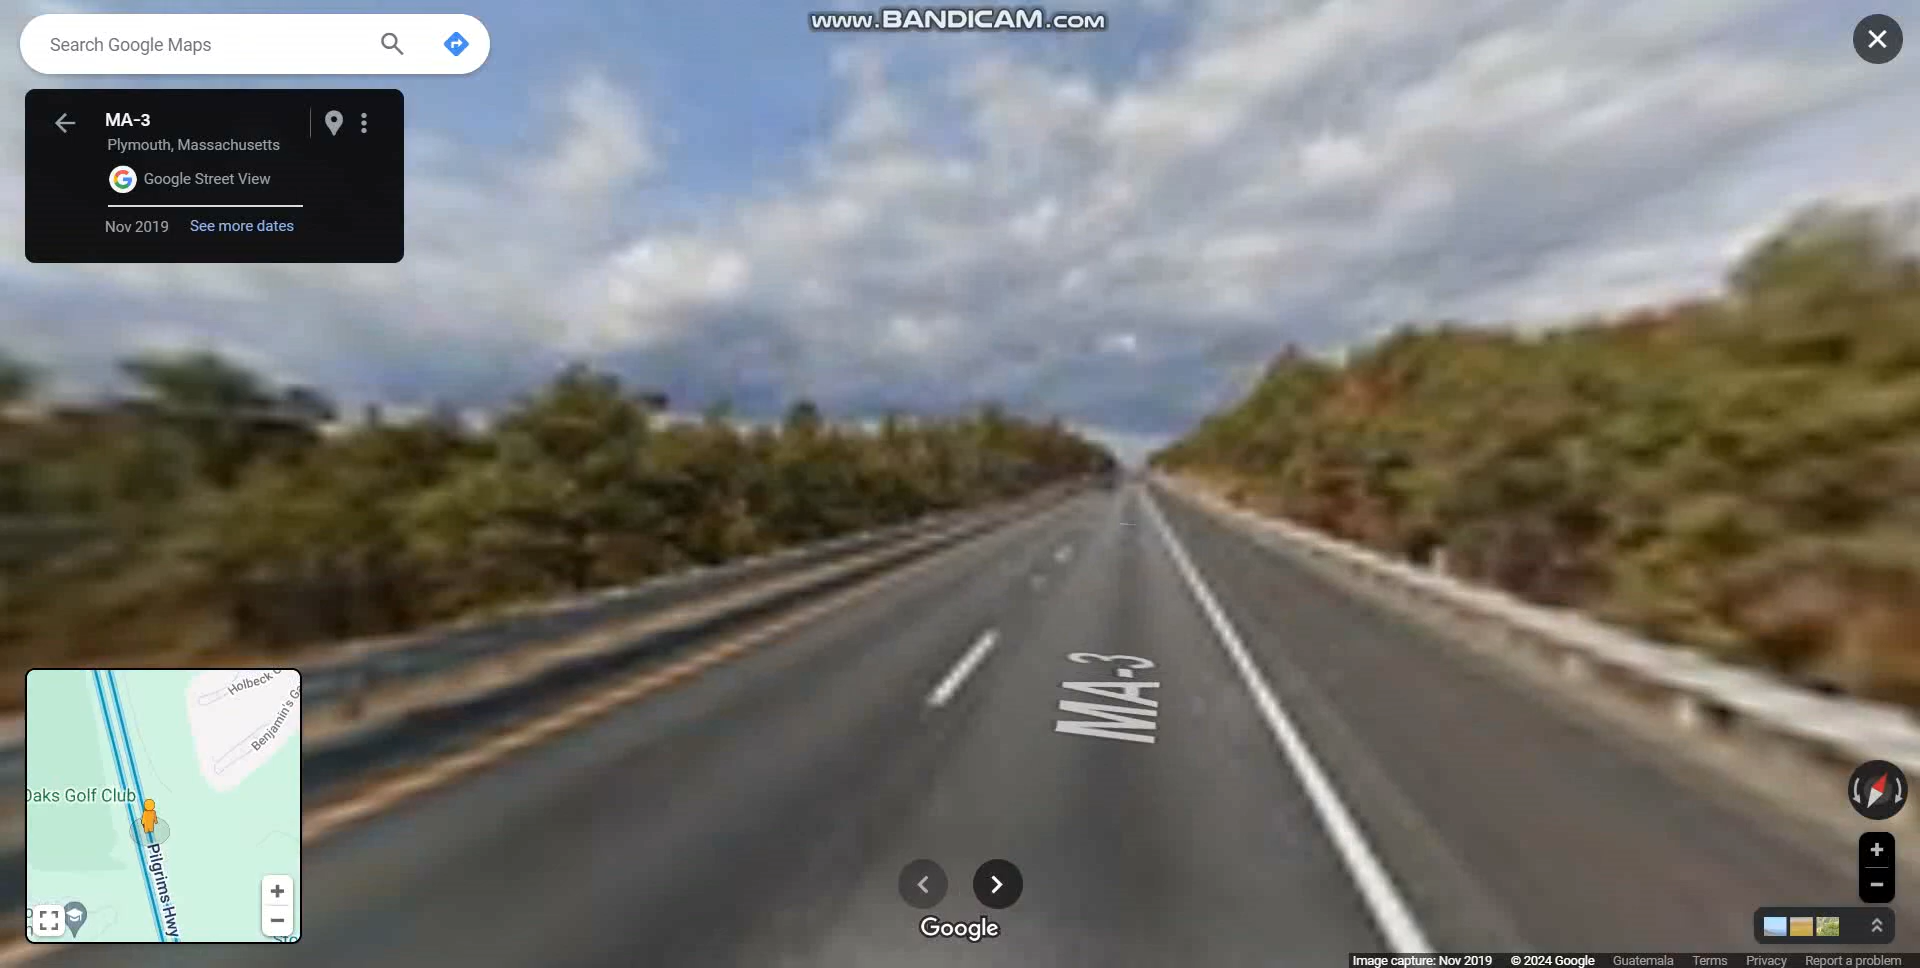 www.BANDICAM.com
Search Google Maps
MA-3
Plymouth, Massachusetts
Google Street View
Nov 2019 See more dates
MA-3
Holbeck
Benjamin's
Oaks Golf Club
Pilgrims Hwy
Google
Image capture: Nov 2019 © 2024 Google Guatemala Terms Privacy Report a problem